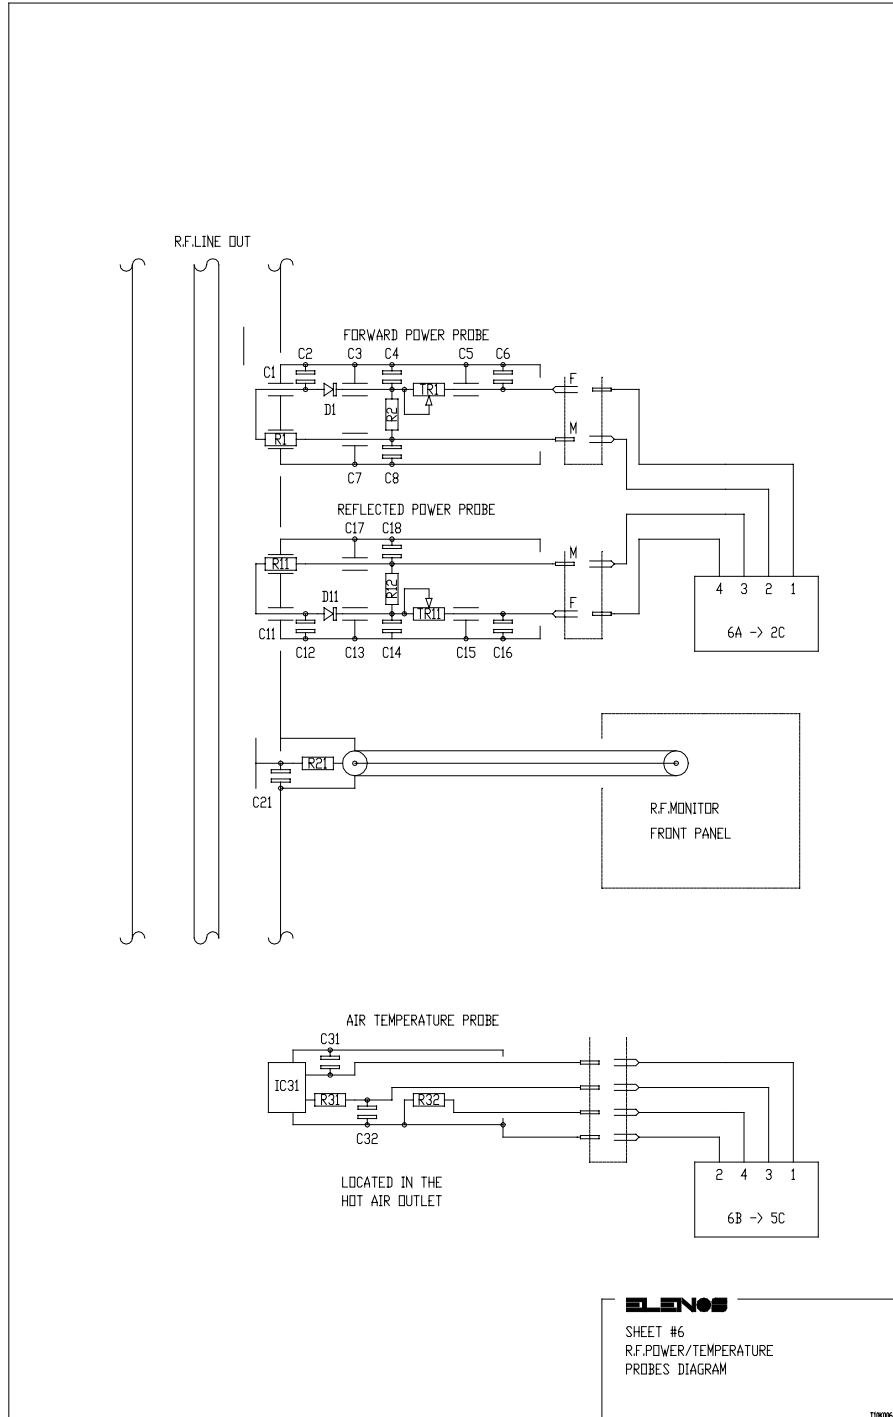 R.F.LINE OUT
FORWARD POWER PROBE
C1 C2 C3 C4 C5 C6
F
D1 R2 TR1
R1
M
C7 C8
REFLECTED POWER PROBE
C17 C18
M
R11 R12
D11 TR11
F
C11 C12 C13 C14 C15 C16
4 3 2 1
6A -> 2C
R21
C21
R.F.MONITOR
FRONT PANEL
AIR TEMPERATURE PROBE
C31
IC31
R31 R32
C32
LOCATED IN THE
HOT AIR OUTLET
2 4 3 1
6B -> 5C
ELENOS
SHEET #6
R.F.POWER/TEMPERATURE
PROBES DIAGRAM